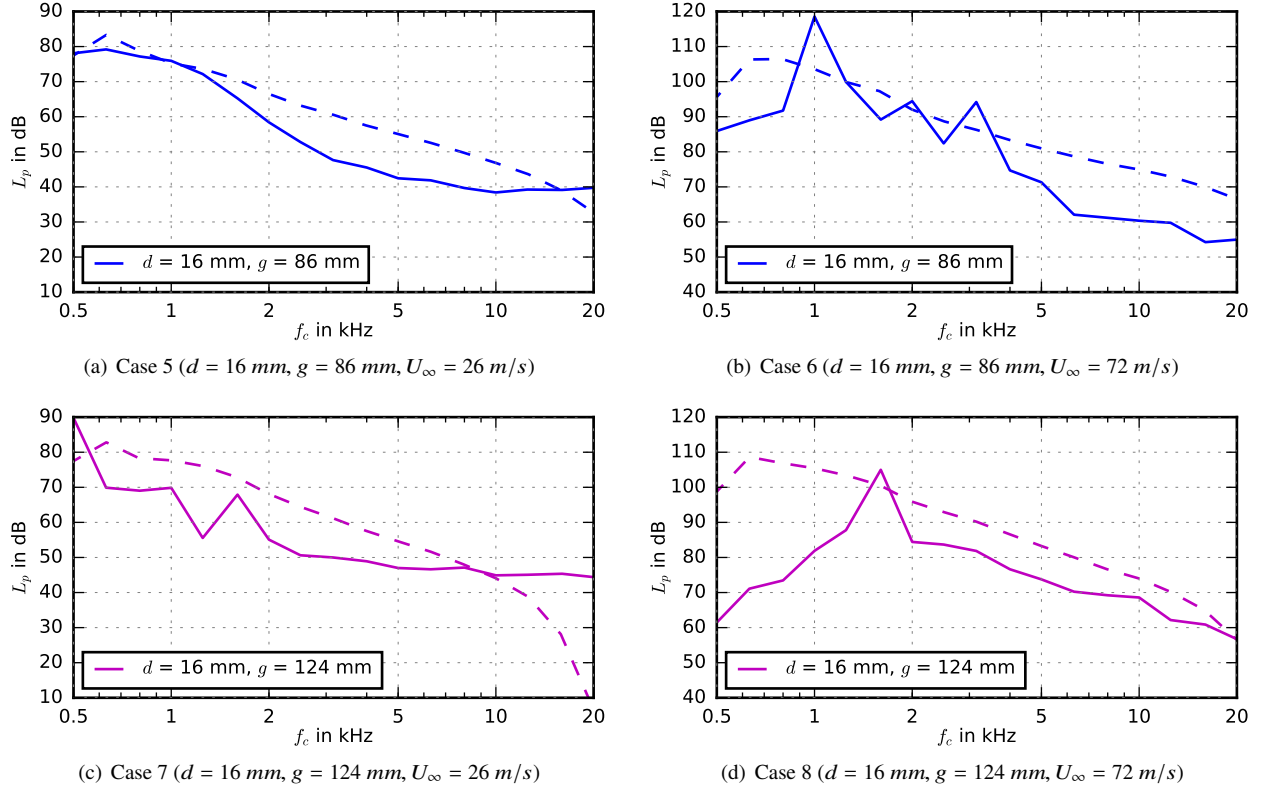 90
80
70
60
50
40
30
20
10
L_p in dB
d = 16 mm, g = 86 mm
0.5 1 2 5 10 20
f_c in kHz
(a) Case 5 (d = 16 mm, g = 86 mm, U_∞ = 26 m/s)
120
110
100
90
80
70
60
50
40
L_p in dB
d = 16 mm, g = 86 mm
0.5 1 2 5 10 20
f_c in kHz
(b) Case 6 (d = 16 mm, g = 86 mm, U_∞ = 72 m/s)
90
80
70
60
50
40
30
20
10
L_p in dB
d = 16 mm, g = 124 mm
0.5 1 2 5 10 20
f_c in kHz
(c) Case 7 (d = 16 mm, g = 124 mm, U_∞ = 26 m/s)
120
110
100
90
80
70
60
50
40
L_p in dB
d = 16 mm, g = 124 mm
0.5 1 2 5 10 20
f_c in kHz
(d) Case 8 (d = 16 mm, g = 124 mm, U_∞ = 72 m/s)